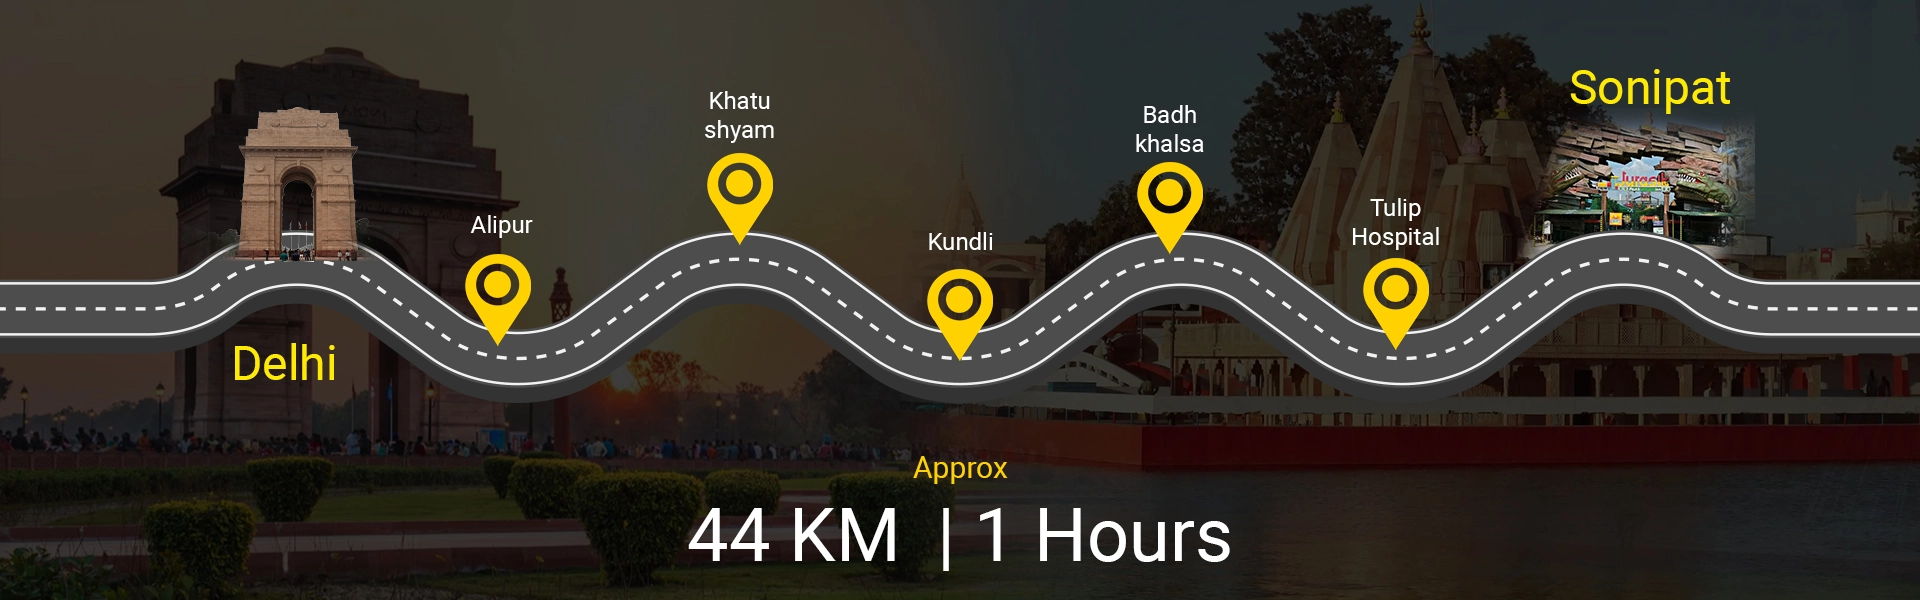 Delhi
Alipur
Khatu
shyam
Kundli
Badh
khalsa
Tulip
Hospital
Sonipat
Approx
44 KM | 1 Hours